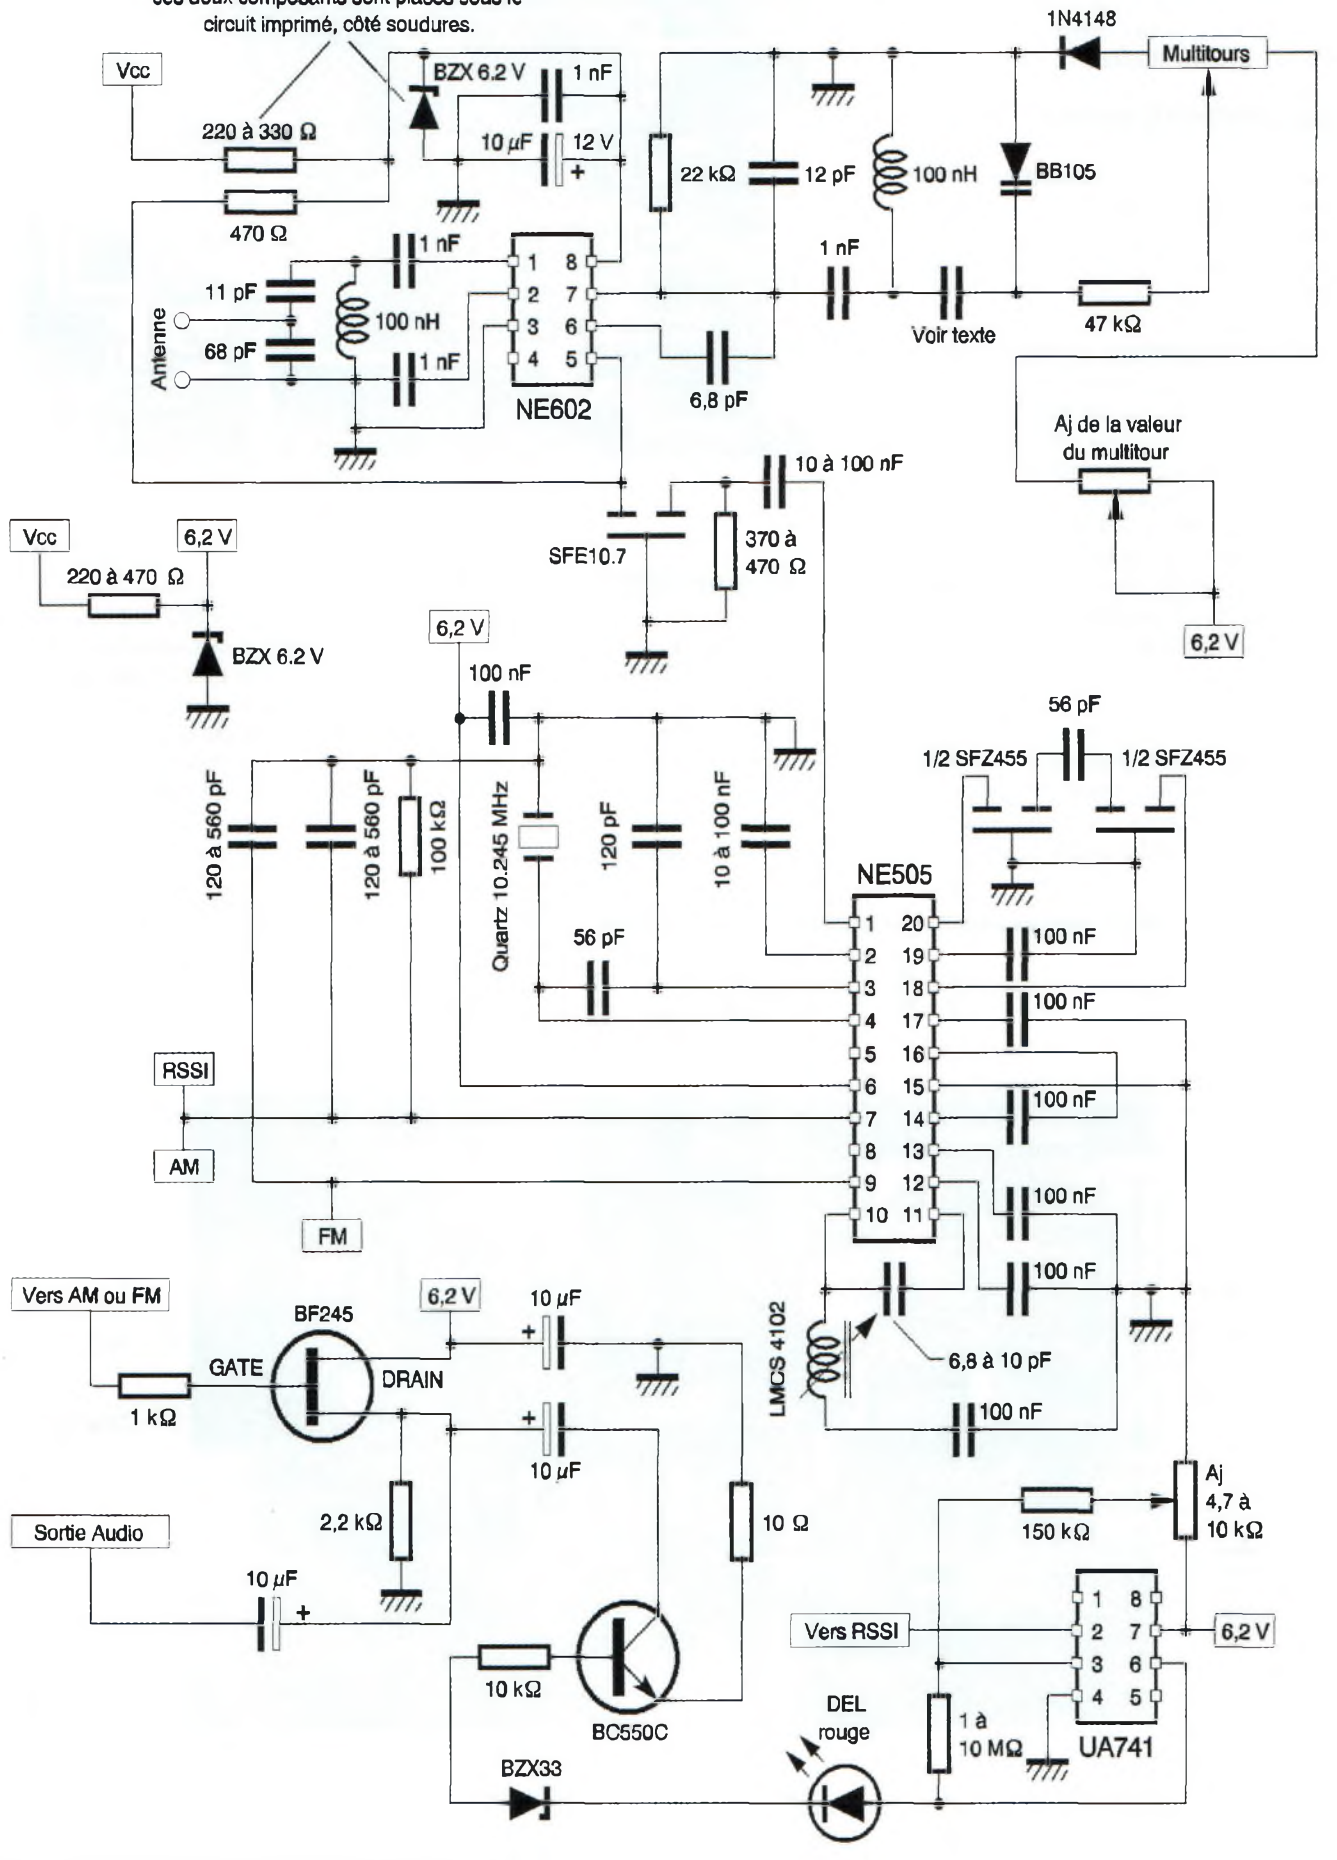 circuit imprimé, côté soudures.
Vcc
BZX 6.2 V
1 nF
1N4148
Multitours
220 à 330 Ω
10 µF
12 V
+
22 kΩ
12 pF
100 nH
BB105
470 Ω
1 nF
1 nF
11 pF
100 nH
68 pF
1 nF
Antenne
1 8
2 7
3 6
4 5
NE602
6,8 pF
Voir texte
47 kΩ
Aj de la valeur
du multitour
10 à 100 nF
SFE10.7
370 à
470 Ω
6,2 V
Vcc
6,2 V
220 à 470 Ω
BZX 6.2 V
6,2 V
100 nF
56 pF
1/2 SFZ455
1/2 SFZ455
120 à 560 pF
120 à 560 pF
100 kΩ
Quartz 10.245 MHz
120 pF
10 à 100 nF
56 pF
NE505
1 20
2 19
3 18
4 17
5 16
6 15
7 14
8 13
9 12
10 11
100 nF
100 nF
100 nF
100 nF
100 nF
RSSI
AM
FM
LMCS 4102
6,8 à 10 pF
100 nF
Vers AM ou FM
BF245
6,2 V
10 µF
+
GATE
DRAIN
1 kΩ
+
10 µF
2,2 kΩ
10 Ω
Sortie Audio
10 µF
+
10 kΩ
BC550C
BZX33
DEL
rouge
150 kΩ
Aj
4,7 à
10 kΩ
Vers RSSI
1 8
2 7
3 6
4 5
6,2 V
1 à
10 MΩ
UA741